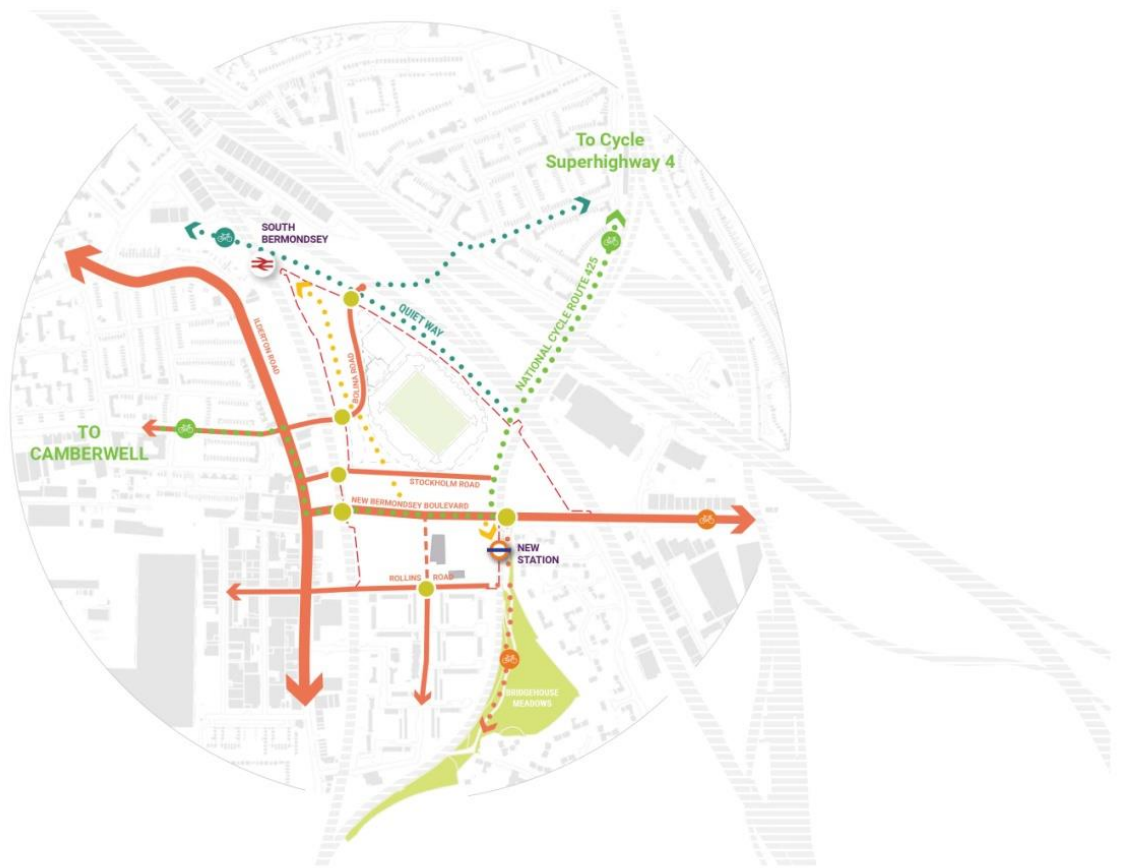 To Cycle
Superhighway 4
SOUTH
BERMONDSEY
ILDERTON ROAD
QUIET WAY
NATIONAL CYCLE ROUTE 425
BOLINA ROAD
TO
CAMBERWELL
STOCKHOLM ROAD
NEW BERMONDSEY BOULEVARD
NEW
STATION
ROLLINS ROAD
BRIDGEHOUSE
MEADOWS